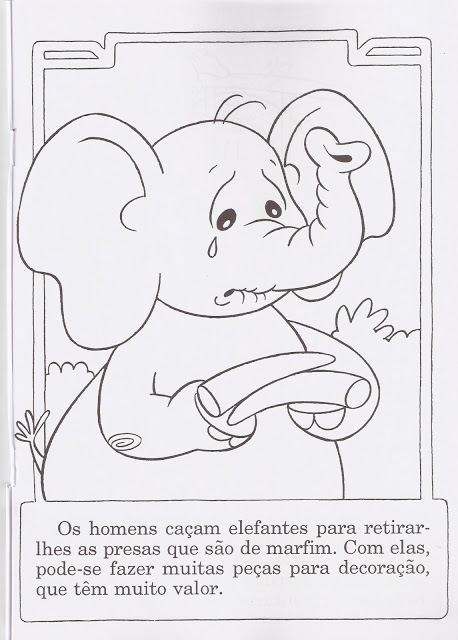 Os homens caçam elefantes para retirar-
lhes as presas que são de marfim. Com elas,
pode-se fazer muitas peças para decoração,
que têm muito valor.